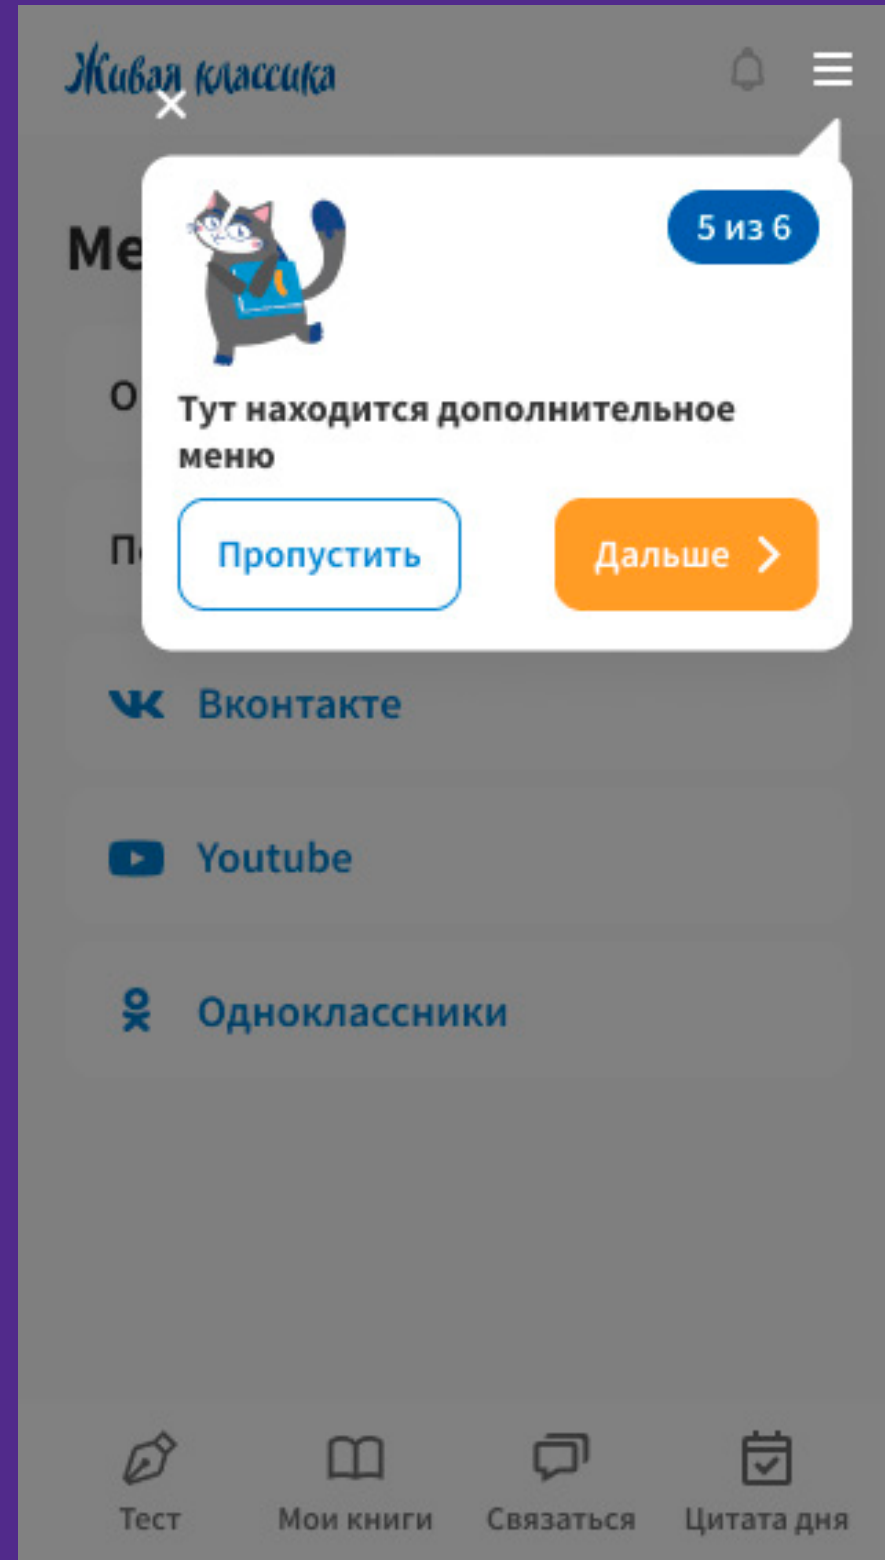 Живая классика
5 из 6
Тут находится дополнительное
меню
Пропустить
Дальше
Вконтакте
Youtube
Одноклассники
Тест
Мои книги
Связаться
Цитата дня